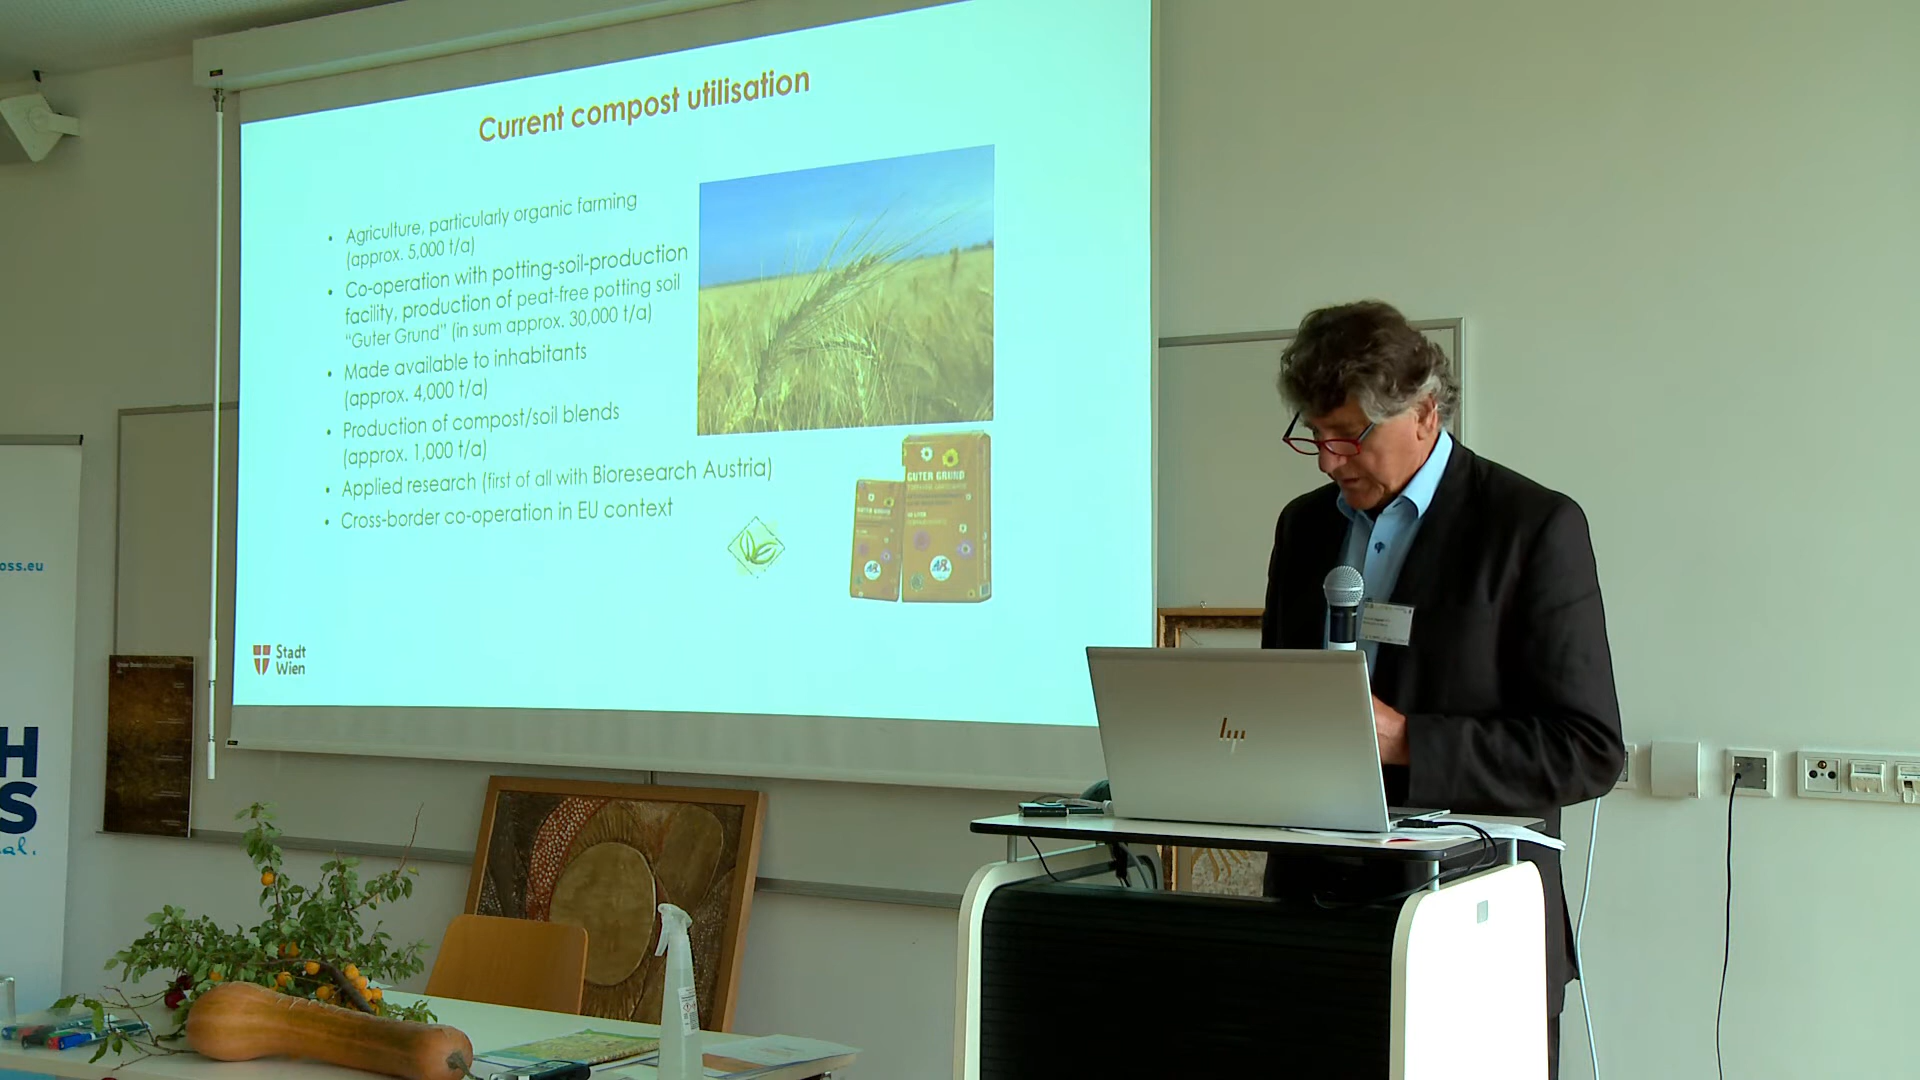 Current compost utilisation
• Agriculture, particularly organic farming
(approx. 5,000 t/a)
• Co-operation with potting-soil-production
facility, production of peat-free potting soil
"Guter Grund" (in sum approx. 30,000 t/a)
• Made available to inhabitants
(approx. 4,000 t/a)
• Production of compost/soil blends
(approx. 1,000 t/a)
• Applied research (first of all with Bioresearch Austria)
• Cross-border co-operation in EU context
GUTER GRUND
GUTER GRUND
Stadt
Wien
oss.eu
H
S
al.
hp